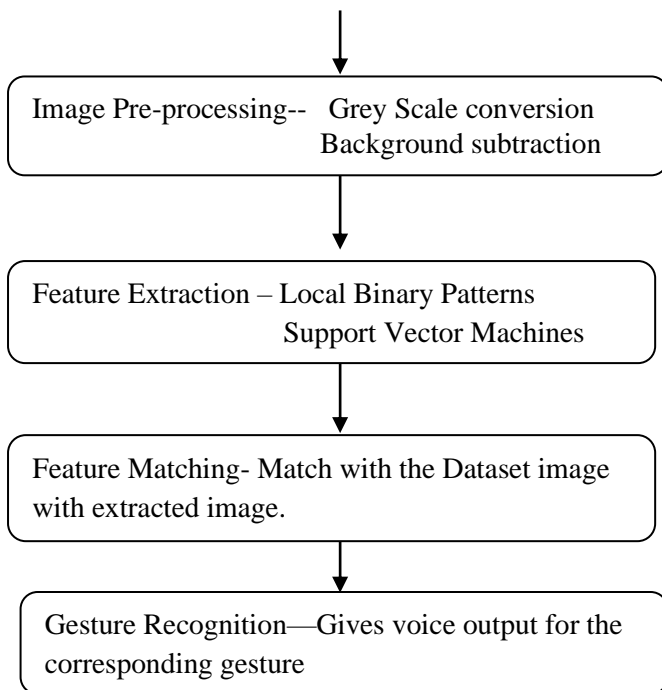 Image Pre-processing-- Grey Scale conversion
Background subtraction
Feature Extraction – Local Binary Patterns
Support Vector Machines
Feature Matching- Match with the Dataset image
with extracted image.
Gesture Recognition—Gives voice output for the
corresponding gesture